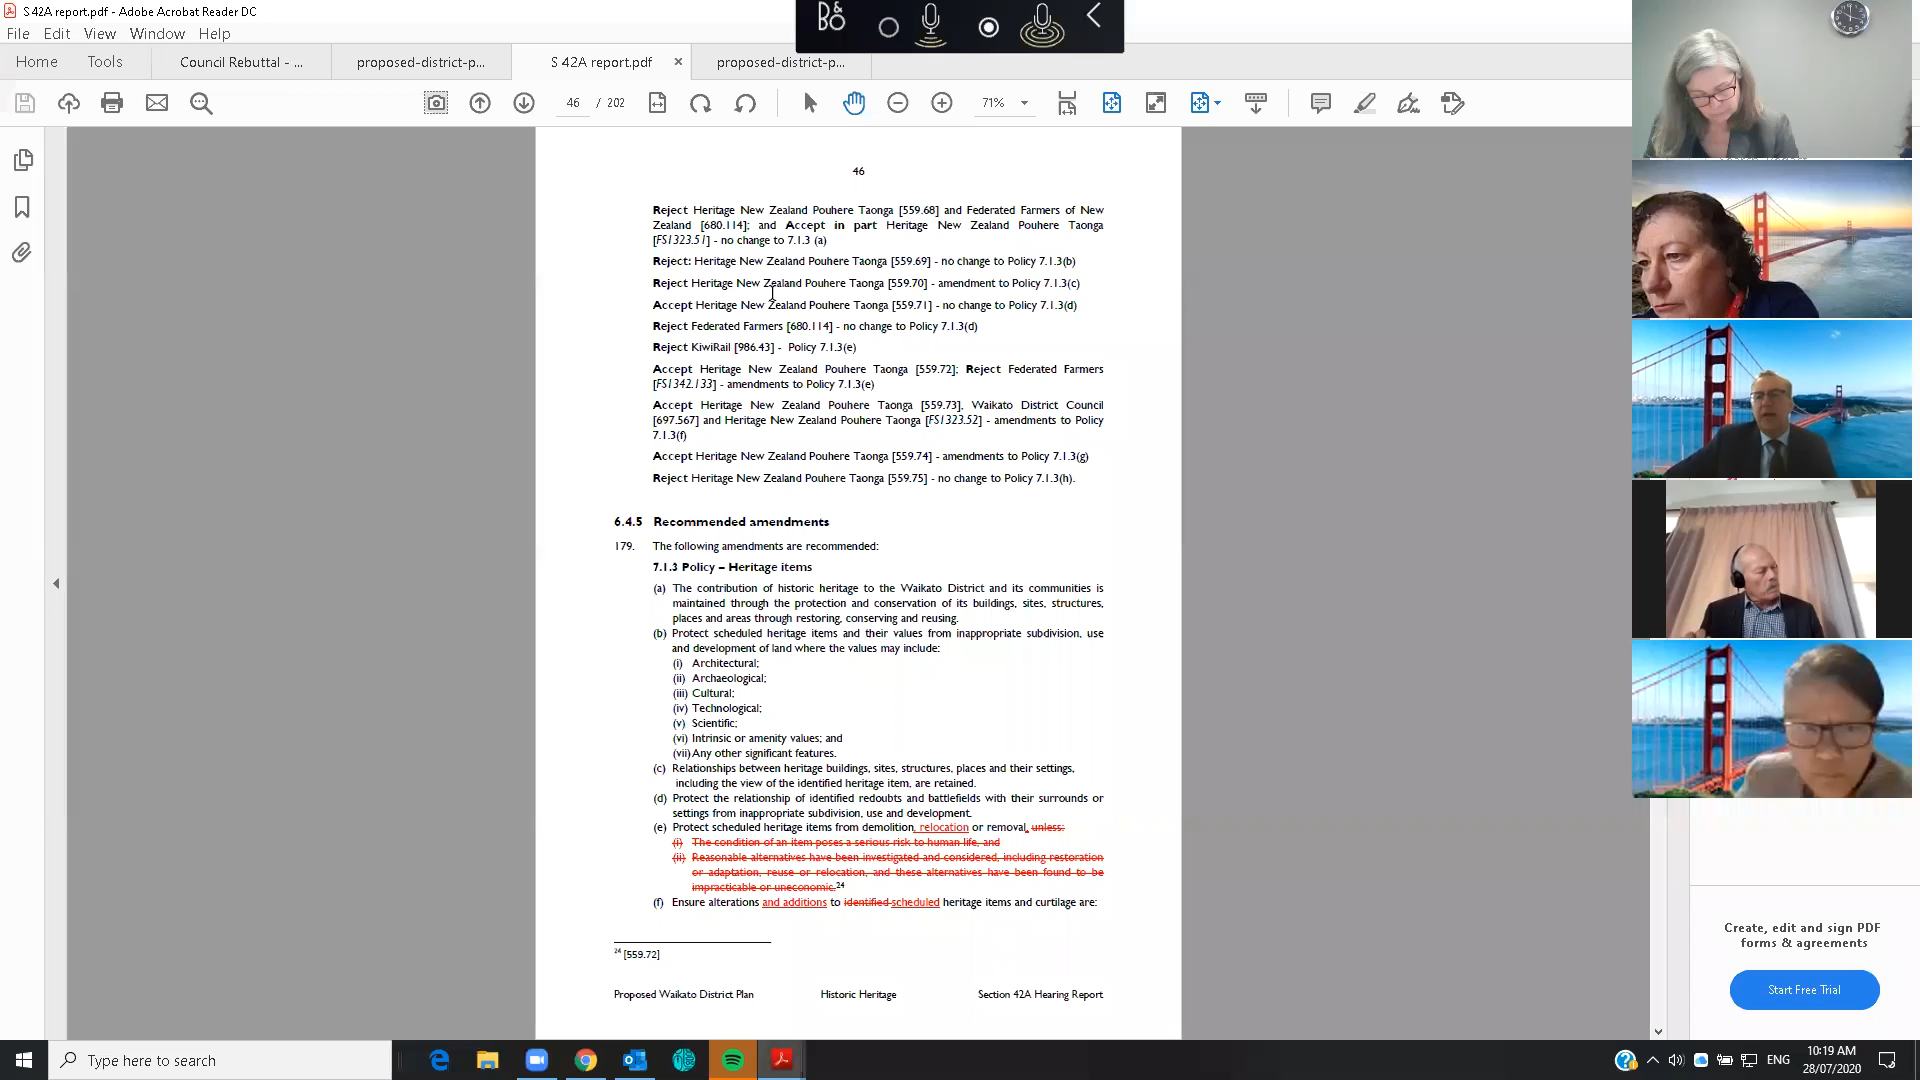 S 42A report.pdf - Adobe Acrobat Reader DC
File Edit View Window Help
Home Tools Council Rebuttal - ... proposed-district-p... S 42A report.pdf × proposed-district-p...
46 / 202 71%
46
Reject Heritage New Zealand Pouhere Taonga [559.68] and Federated Farmers of New
Zealand [680.114]; and Accept in part Heritage New Zealand Pouhere Taonga
[FS1323.51] - no change to 7.1.3 (a)
Reject: Heritage New Zealand Pouhere Taonga [559.69] - no change to Policy 7.1.3(b)
Reject Heritage New Zealand Pouhere Taonga [559.70] - amendment to Policy 7.1.3(c)
Accept Heritage New Zealand Pouhere Taonga [559.71] - no change to Policy 7.1.3(d)
Reject Federated Farmers [680.114] - no change to Policy 7.1.3(d)
Reject KiwiRail [986.43] - Policy 7.1.3(e)
Accept Heritage New Zealand Pouhere Taonga [559.72]; Reject Federated Farmers
[FS1342.133] - amendments to Policy 7.1.3(e)
Accept Heritage New Zealand Pouhere Taonga [559.73], Waikato District Council
[697.567] and Heritage New Zealand Pouhere Taonga [FS1323.52] - amendments to Policy
7.1.3(f)
Accept Heritage New Zealand Pouhere Taonga [559.74] - amendments to Policy 7.1.3(g)
Reject Heritage New Zealand Pouhere Taonga [559.75] - no change to Policy 7.1.3(h).
6.4.5 Recommended amendments
179. The following amendments are recommended:
7.1.3 Policy – Heritage items
(a) The contribution of historic heritage to the Waikato District and its communities is
maintained through the protection and conservation of its buildings, sites, structures,
places and areas through restoring, conserving and reusing.
(b) Protect scheduled heritage items and their values from inappropriate subdivision, use
and development of land where the values may include:
(i) Architectural;
(ii) Archaeological;
(iii) Cultural;
(iv) Technological;
(v) Scientific;
(vi) Intrinsic or amenity values; and
(vii) Any other significant features.
(c) Relationships between heritage buildings, sites, structures, places and their settings,
including the view of the identified heritage item, are retained.
(d) Protect the relationship of identified redoubts and battlefields with their surrounds or
settings from inappropriate subdivision, use and development.
(e) Protect scheduled heritage items from demolition, relocation or removal. unless:
(i) The condition of an item poses a serious risk to human life, and
(ii) Reasonable alternatives have been investigated and considered, including restoration
or adaptation, reuse or relocation, and these alternatives have been found to be
impracticable or uneconomic.24
(f) Ensure alterations and additions to identified scheduled heritage items and curtilage are:
24 [559.72]
Proposed Waikato District Plan Historic Heritage Section 42A Hearing Report
Create, edit and sign PDF
forms & agreements
Start Free Trial
Type here to search
ENG
10:19 AM
28/07/2020